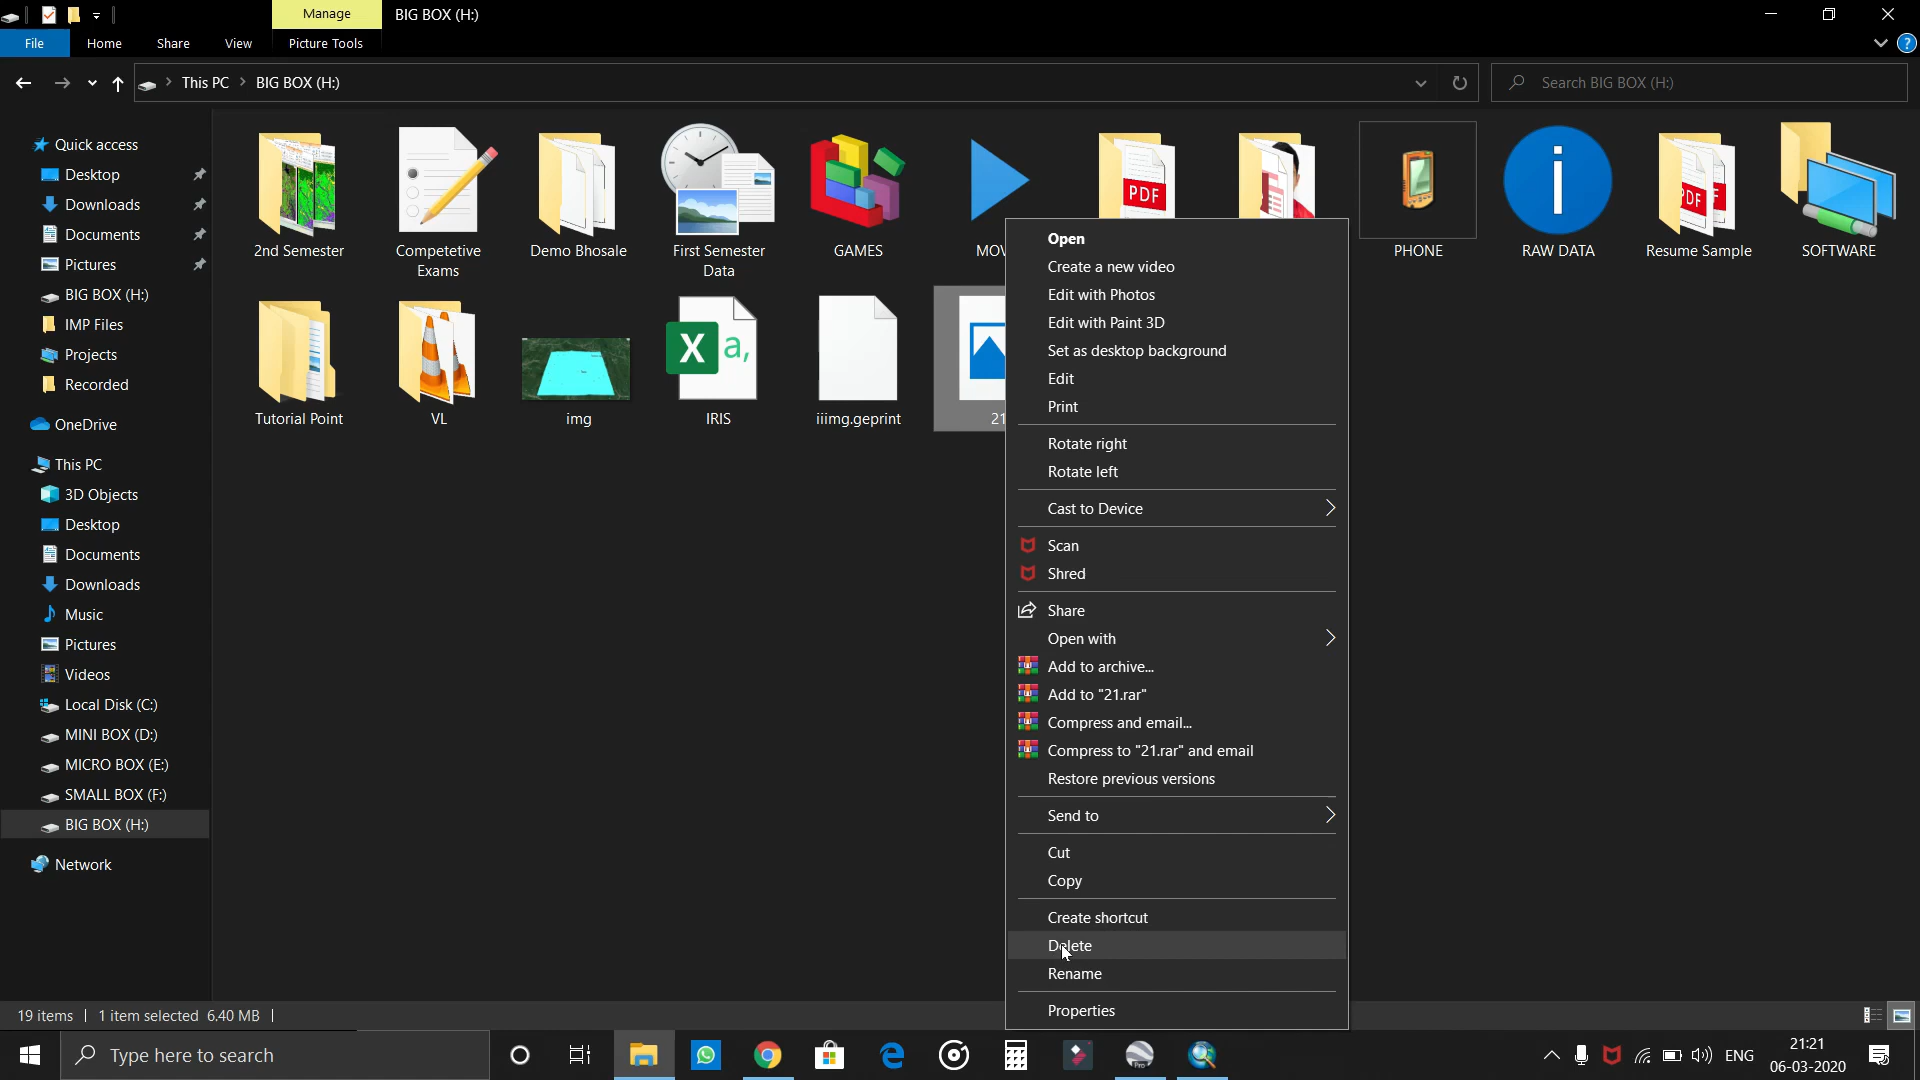 Manage
BIG BOX (H:)
File
Home
Share
View
Picture Tools
This PC
BIG BOX (H:)
Search BIG BOX (H:)
Quick access
Desktop
Downloads
Documents
Pictures
BIG BOX (H:)
IMP Files
Projects
Recorded
OneDrive
This PC
3D Objects
Desktop
Documents
Downloads
Music
Pictures
Videos
Local Disk (C:)
MINI BOX (D:)
MICRO BOX (E:)
SMALL BOX (F:)
BIG BOX (H:)
Network
2nd Semester
Competetive
Exams
Demo Bhosale
First Semester
Data
GAMES
PDF
PHONE
RAW DATA
PDF
Resume Sample
SOFTWARE
Tutorial Point
VL
img
X a,
IRIS
iiimg.geprint
21
Open
Create a new video
Edit with Photos
Edit with Paint 3D
Set as desktop background
Edit
Print
Rotate right
Rotate left
Cast to Device
Scan
Shred
Share
Open with
Add to archive...
Add to "21.rar"
Compress and email...
Compress to "21.rar" and email
Restore previous versions
Send to
Cut
Copy
Create shortcut
Delete
Rename
Properties
19 items
1 item selected 6.40 MB
Type here to search
Pro
ENG
21:21
06-03-2020